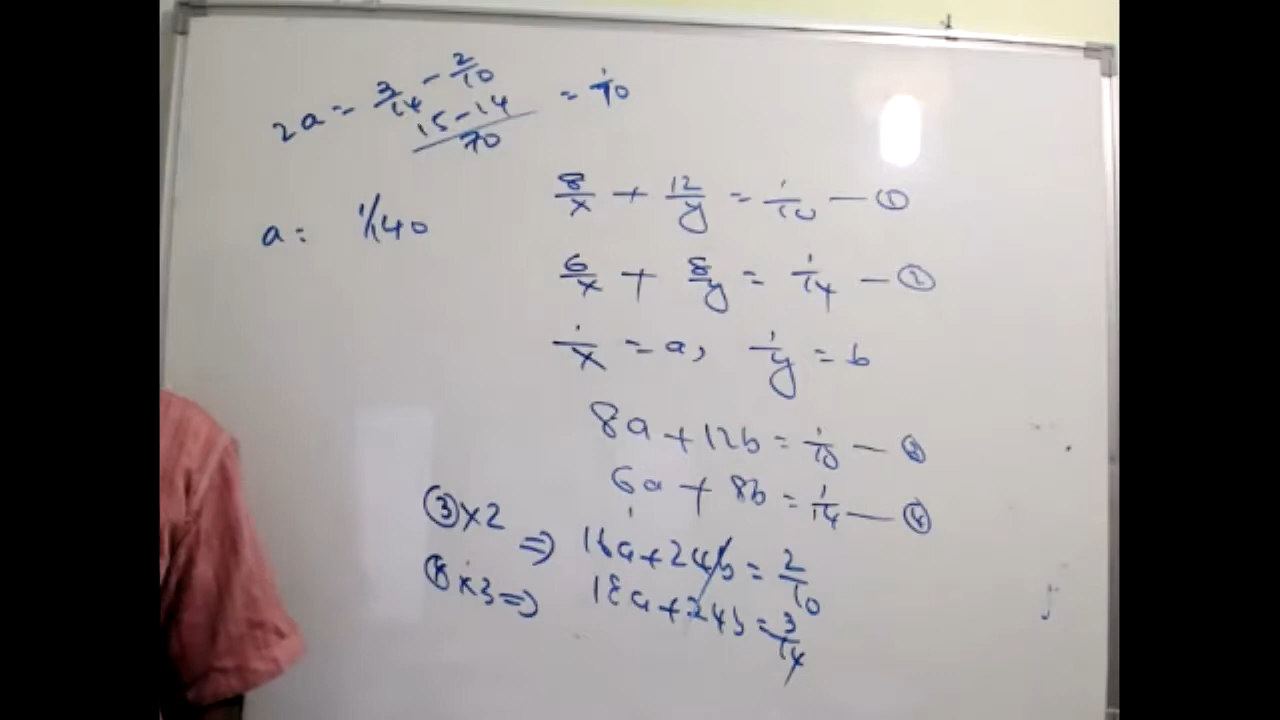 2a = 3/14 - 2/10
15-14/70 = 1/70
a = 1/140
8/x + 12/y = 1/10 — ①
6/x + 8/y = 1/14 — ②
1/x = a, 1/y = b
8a + 12b = 1/10 — ③
6a + 8b = 1/14 — ④
③ x 2 ⇒ 16a + 24b = 2/10
④ x 3 ⇒ 18a + 24b = 3/14